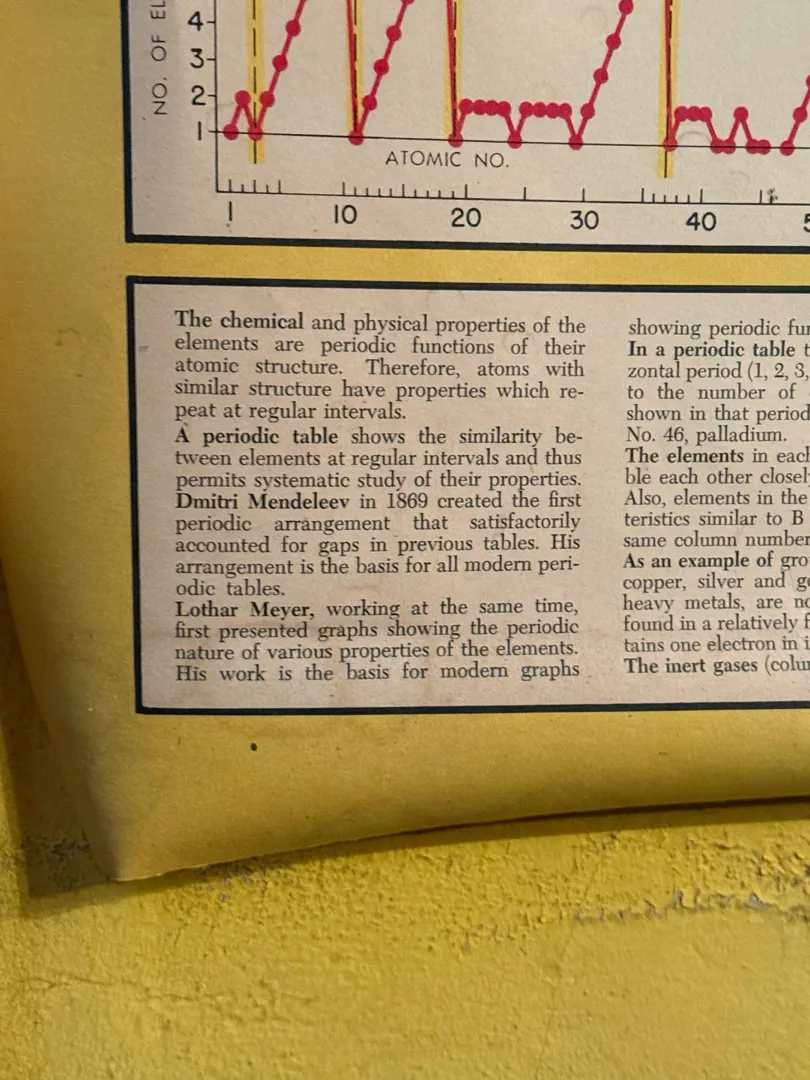 NO. OF EL
4
3
2
1
ATOMIC NO.
1 10 20 30 40 5
The chemical and physical properties of the
elements are periodic functions of their
atomic structure. Therefore, atoms with
similar structure have properties which re-
peat at regular intervals.
A periodic table shows the similarity be-
tween elements at regular intervals and thus
permits systematic study of their properties.
Dmitri Mendeleev in 1869 created the first
periodic arrangement that satisfactorily
accounted for gaps in previous tables. His
arrangement is the basis for all modern peri-
odic tables.
Lothar Meyer, working at the same time,
first presented graphs showing the periodic
nature of various properties of the elements.
His work is the basis for modern graphs
showing periodic fun
In a periodic table t
zontal period (1, 2, 3,
to the number of
shown in that period
No. 46, palladium.
The elements in each
ble each other closely
Also, elements in the
teristics similar to B
same column number
As an example of gro
copper, silver and go
heavy metals, are no
found in a relatively f
tains one electron in i
The inert gases (colum